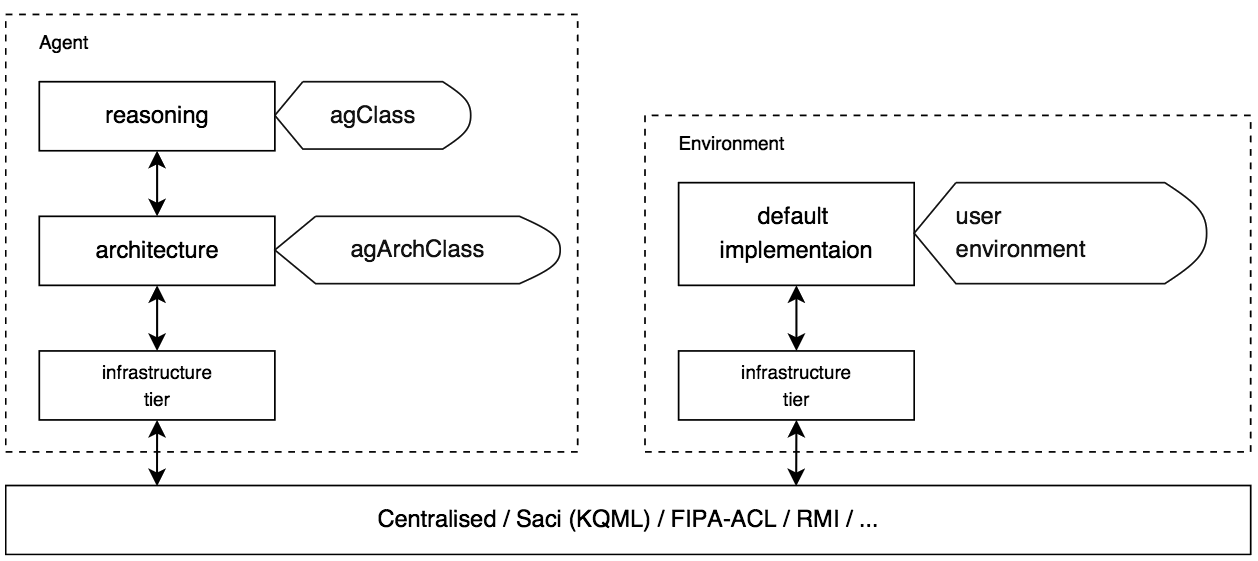 Agent
reasoning
agClass
architecture
agArchClass
infrastructure
tier
Environment
default
implementaion
user
environment
infrastructure
tier
Centralised / Saci (KQML) / FIPA-ACL / RMI / ...